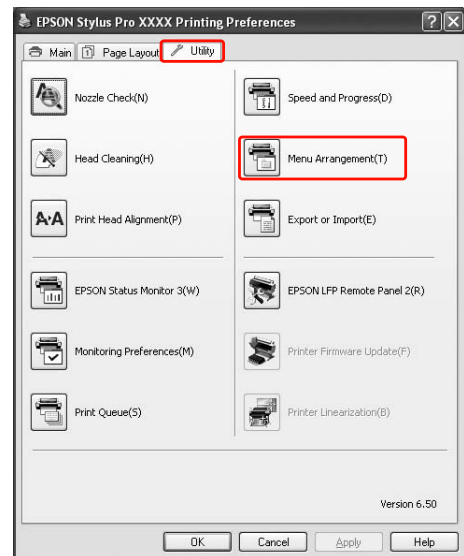 EPSON Stylus Pro XXXX Printing Preferences
Main
Page Layout
Utility
Nozzle Check(N)
Speed and Progress(D)
Head Cleaning(H)
Menu Arrangement(T)
A·A
Print Head Alignment(P)
Export or Import(E)
EPSON Status Monitor 3(W)
EPSON LFP Remote Panel 2(R)
Monitoring Preferences(M)
Printer Firmware Update(F)
Print Queue(S)
Printer Linearization(B)
Version 6.50
OK
Cancel
Apply
Help